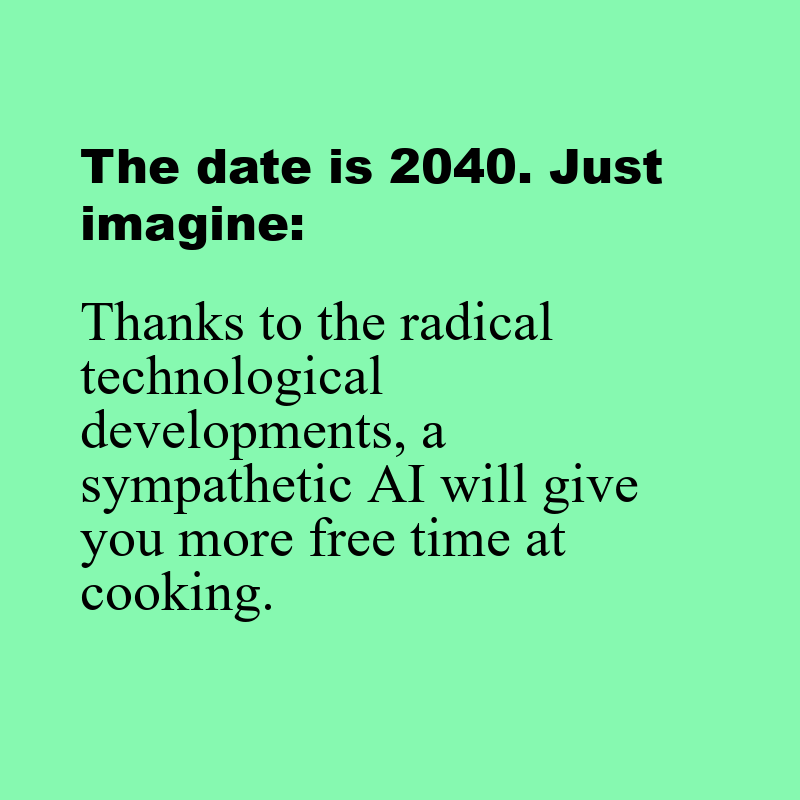 The date is 2040. Just
imagine:
Thanks to the radical
technological
developments, a
sympathetic AI will give
you more free time at
cooking.